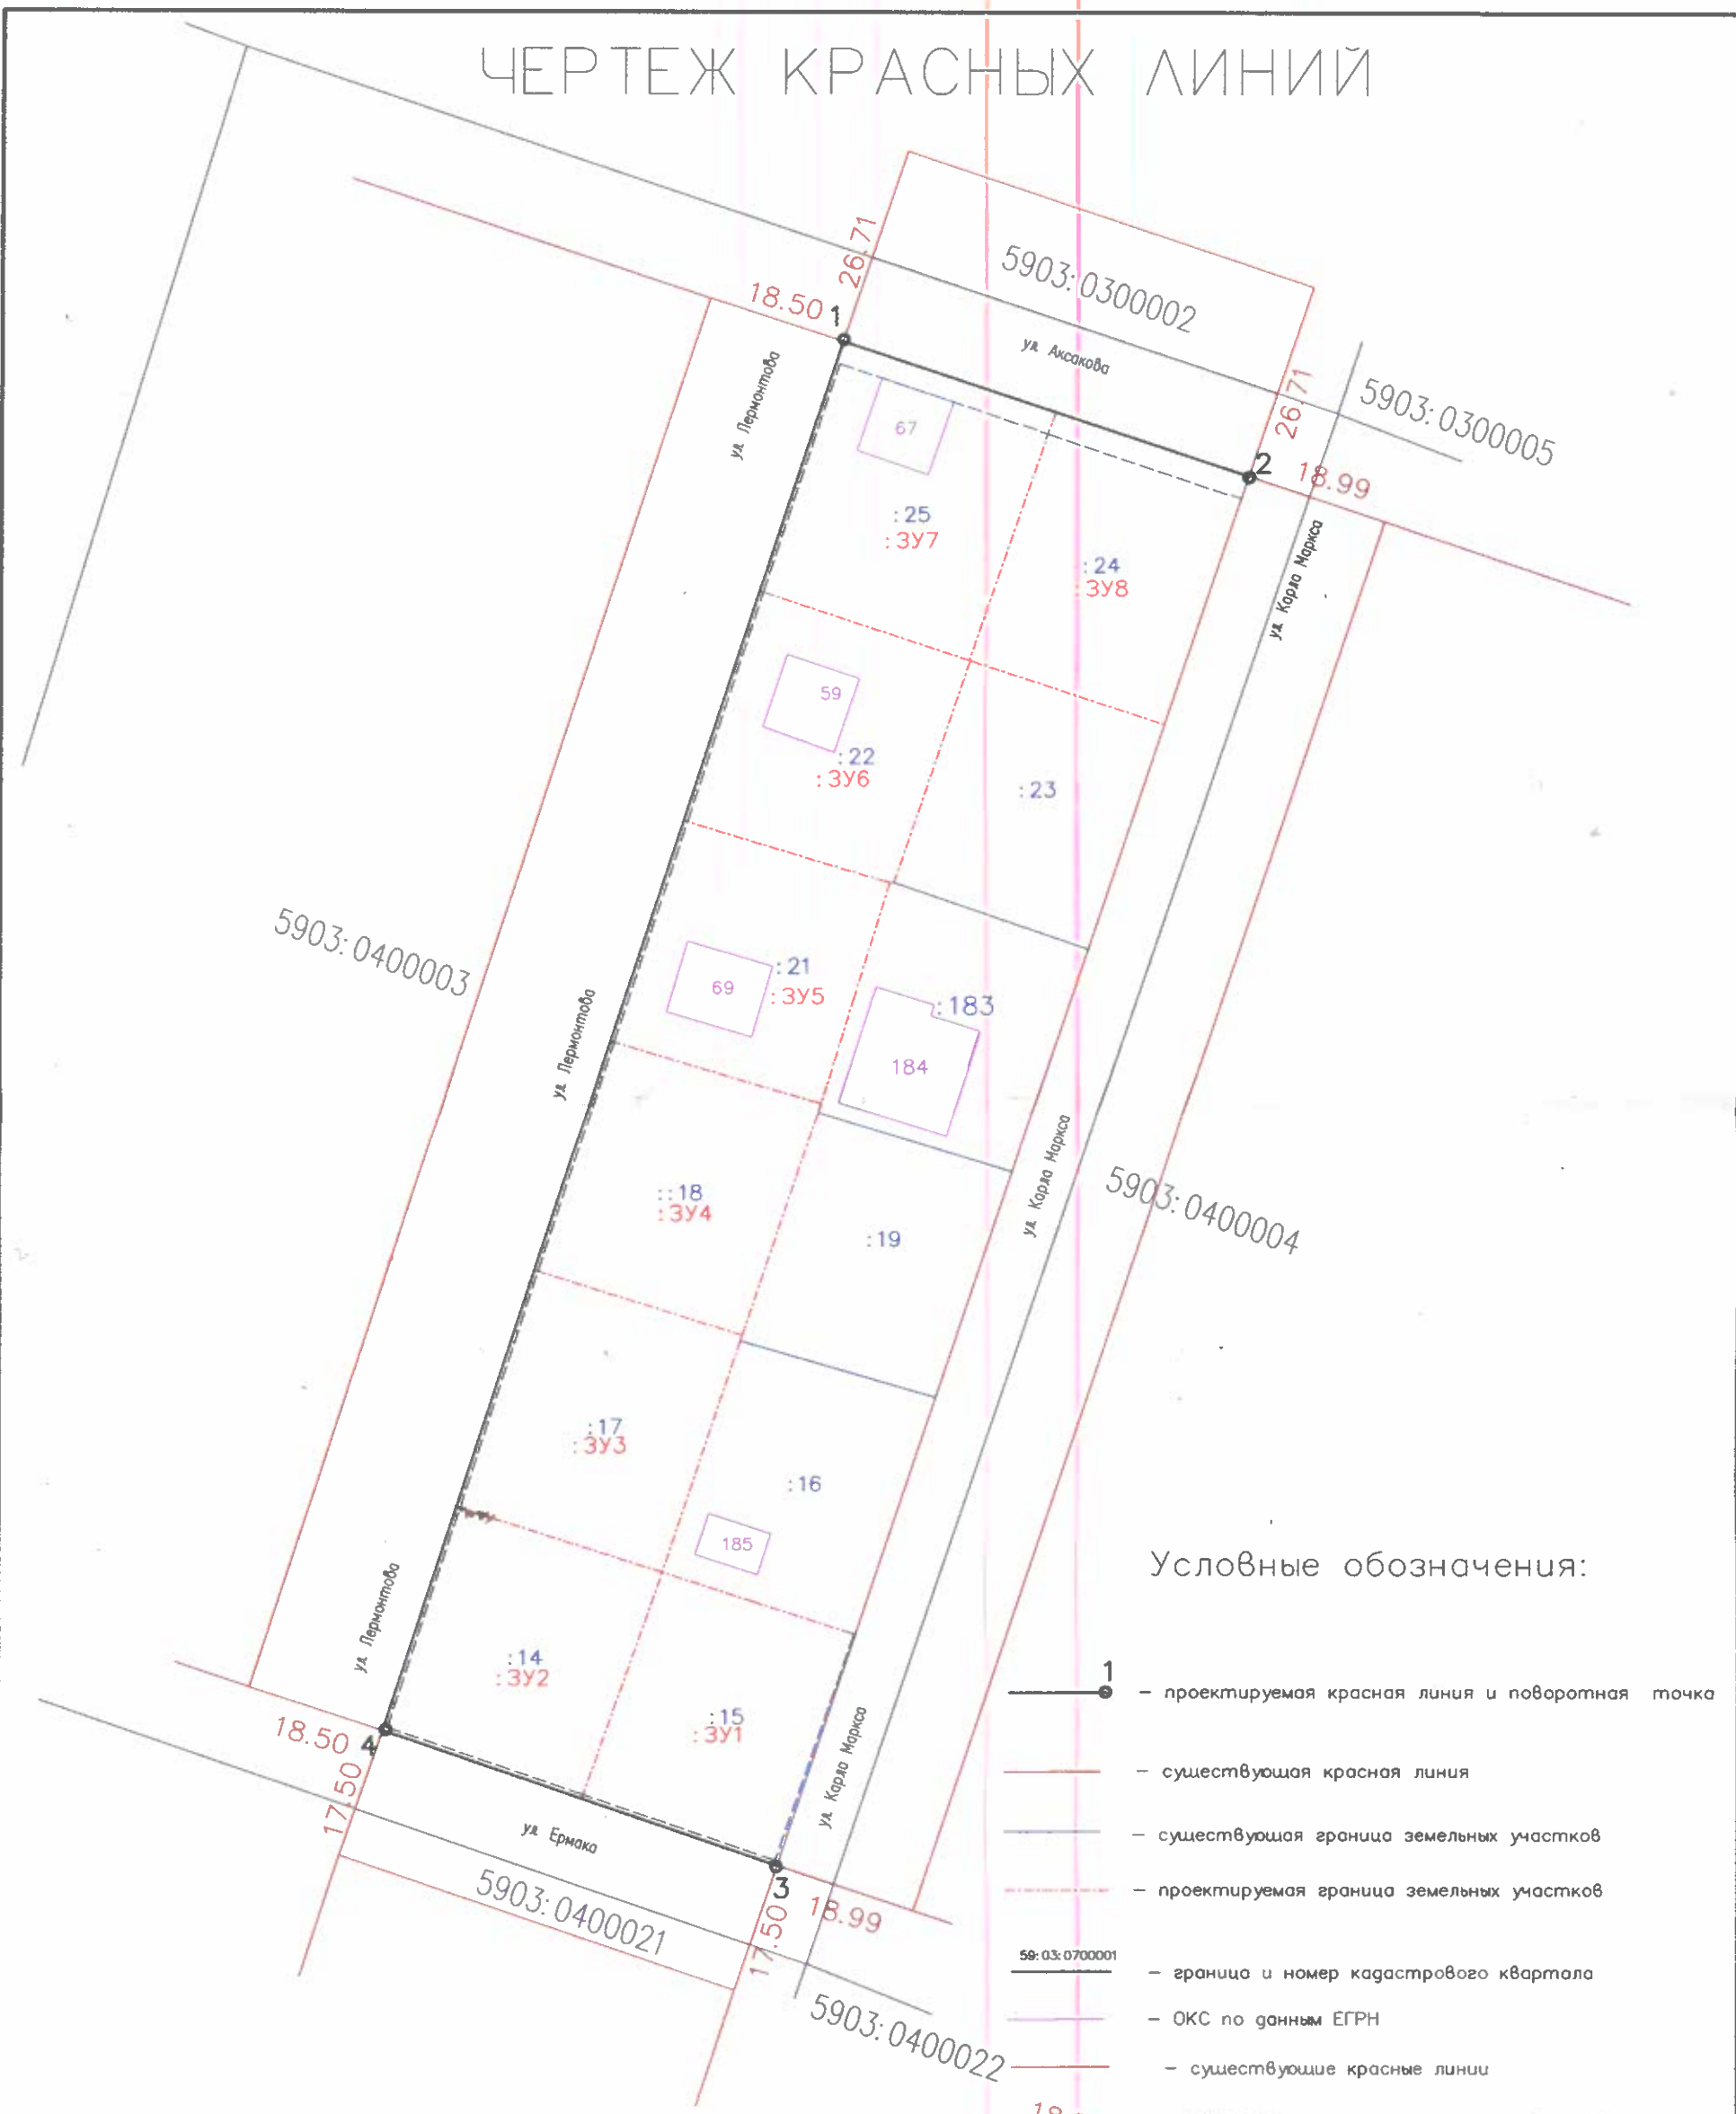 ЧЕРТЕЖ КРАСНЫХ ЛИНИЙ
26.71
5903:0300002
18.50
1
ул. Аксакова
ул. Лермонтова
26.71
5903:0300005
67
2
18.99
:25
:ЗУ7
:24
:ЗУ8
ул. Карла Маркса
59
:22
:ЗУ6
:23
5903:0400003
:21
69
:ЗУ5
:183
184
ул. Лермонтова
ул. Карла Маркса
5903:0400004
::18
:ЗУ4
:19
:17
:ЗУ3
:16
185
Условные обозначения:
ул. Лермонтова
:14
:ЗУ2
:15
:ЗУ1
1
– проектируемая красная линия и поворотная точка
18.50
4
17.50
ул. Карла Маркса
– существующая красная линия
ул. Ермака
– существующая граница земельных участков
5903:0400021
3
17.50
18.99
– проектируемая граница земельных участков
59:03:0700001
– граница и номер кадастрового квартала
5903:0400022
– ОКС по данным ЕГРН
– существующие красные линии